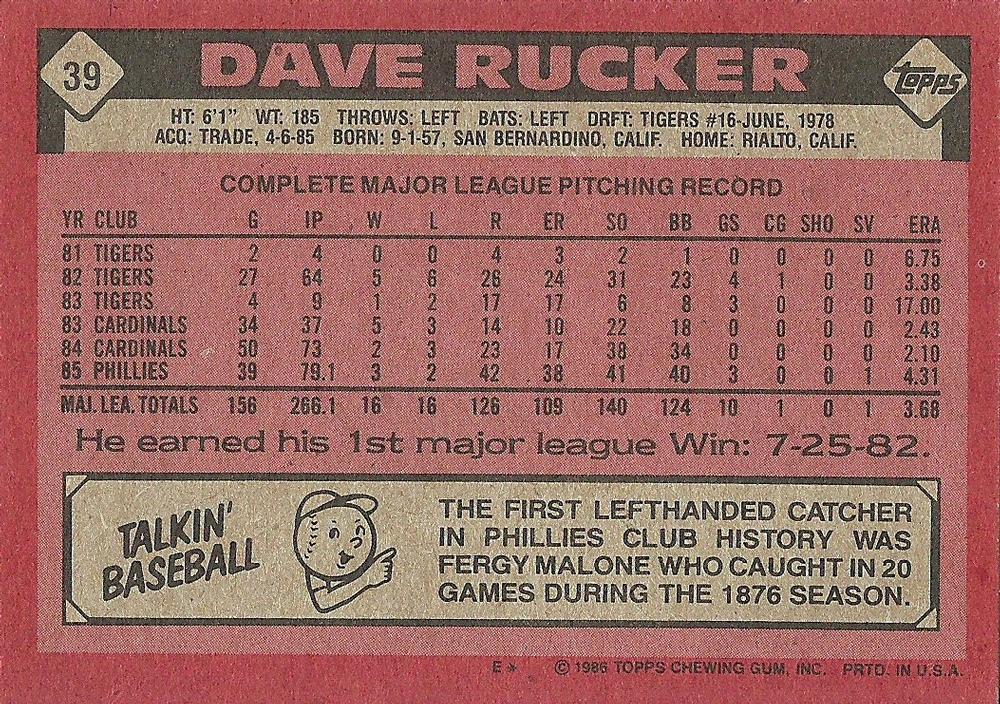 39 DAVE RUCKER TOPPS
HT: 6'1" WT: 185 THROWS: LEFT BATS: LEFT DRFT: TIGERS #16-JUNE, 1978
ACQ: TRADE, 4-6-85 BORN: 9-1-57, SAN BERNARDINO, CALIF. HOME: RIALTO, CALIF.
COMPLETE MAJOR LEAGUE PITCHING RECORD
YR CLUB G IP W L R ER SO BB GS CG SHO SV ERA
81 TIGERS 2 4 0 0 4 3 2 1 0 0 0 0 6.75
82 TIGERS 27 64 5 6 26 24 31 23 4 1 0 0 3.38
83 TIGERS 4 9 1 2 17 17 6 8 3 0 0 0 17.00
83 CARDINALS 34 37 5 3 14 10 22 18 0 0 0 0 2.43
84 CARDINALS 50 73 2 3 23 17 38 34 0 0 0 0 2.10
85 PHILLIES 39 79.1 3 2 42 38 41 40 3 0 0 1 4.31
MAJ. LEA. TOTALS 156 266.1 16 16 126 109 140 124 10 1 0 1 3.68
He earned his 1st major league Win: 7-25-82.
TALKIN'
BASEBALL
THE FIRST LEFTHANDED CATCHER
IN PHILLIES CLUB HISTORY WAS
FERGY MALONE WHO CAUGHT IN 20
GAMES DURING THE 1876 SEASON.
E* © 1986 TOPPS CHEWING GUM, INC. PRTD. IN U.S.A.